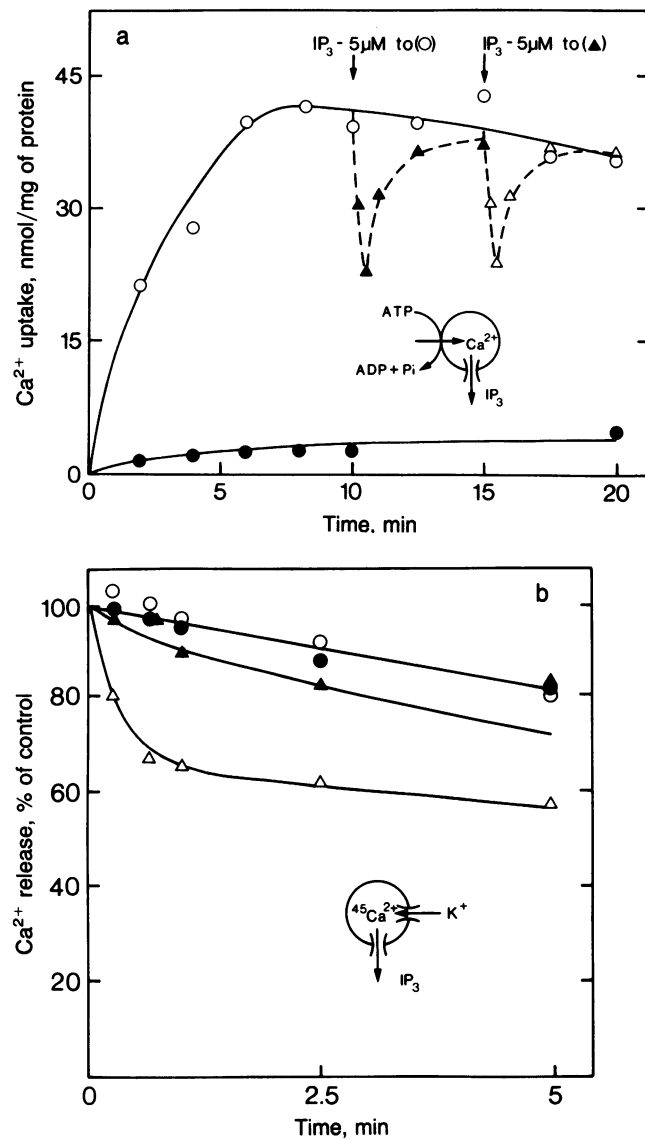 a
IP₃ - 5μM to (○) IP₃ - 5μM to (▲)
Ca²⁺ uptake, nmol/mg of protein
45
30
15
0
ATP
Ca²⁺
ADP + Pi
IP₃
0 5 10 15 20
Time, min
b
Ca²⁺ release, % of control
100
80
60
40
20
⁴⁵Ca²⁺ K⁺
IP₃
0 2.5 5
Time, min